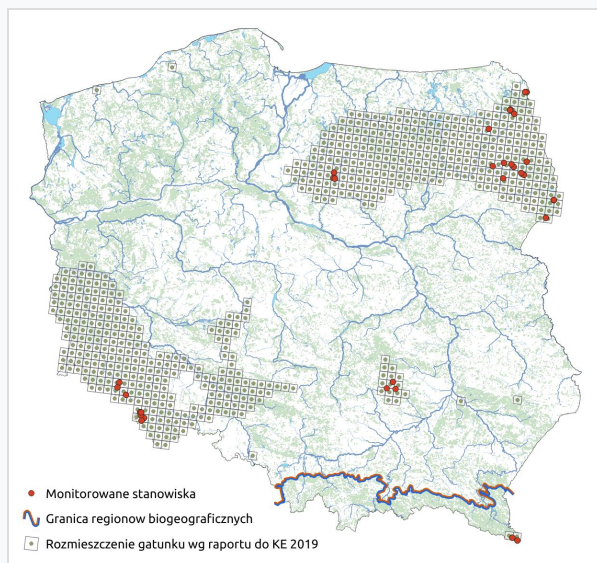 Monitorowane stanowiska
Granica regionow biogeograficznych
Rozmieszczenie gatunku wg raportu do KE 2019